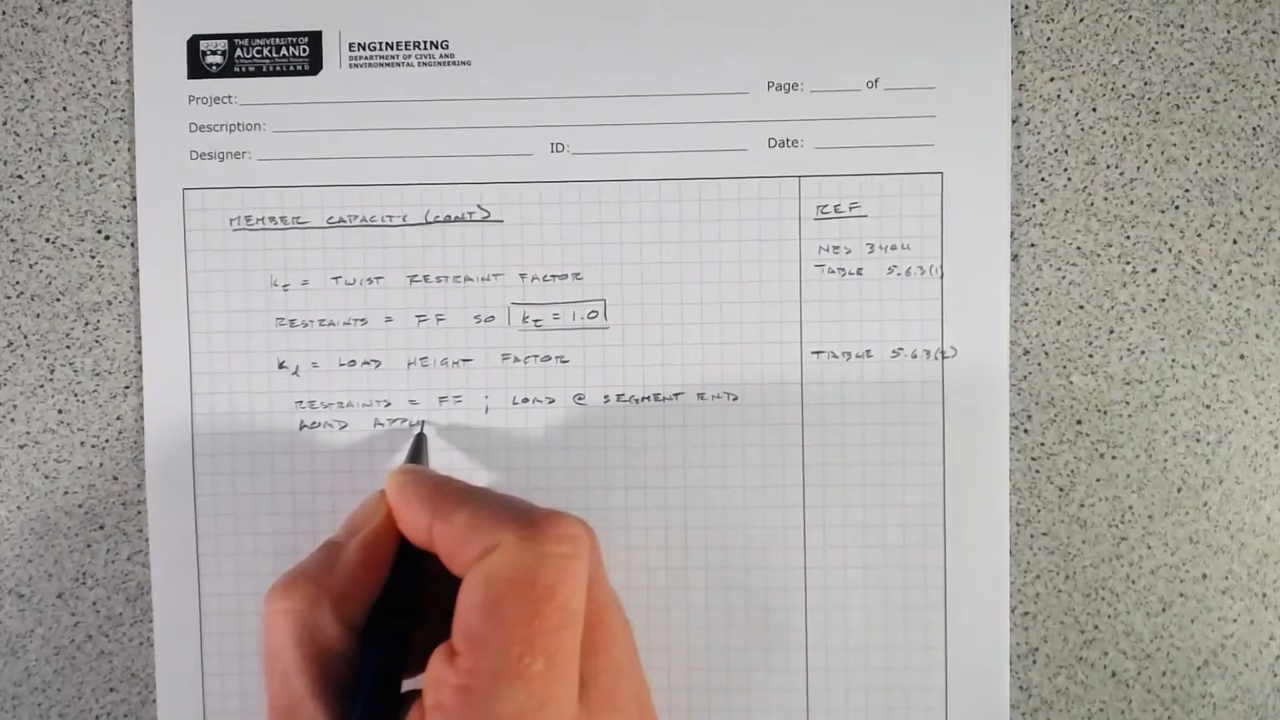 THE UNIVERSITY OF
AUCKLAND
NEW ZEALAND
ENGINEERING
DEPARTMENT OF CIVIL AND
ENVIRONMENTAL ENGINEERING
Project:
Page: of
Description:
Designer: ID: Date:
MEMBER CAPACITY (CONT)
REF
NZS 3404
TABLE 5.6.3(1)
kt = TWIST RESTRAINT FACTOR
RESTRAINTS = FF SO kt = 1.0
kl = LOAD HEIGHT FACTOR
TABLE 5.6.3(2)
RESTRAINTS = FF ; LOAD @ SEGMENT ENDS
LOAD APPLI